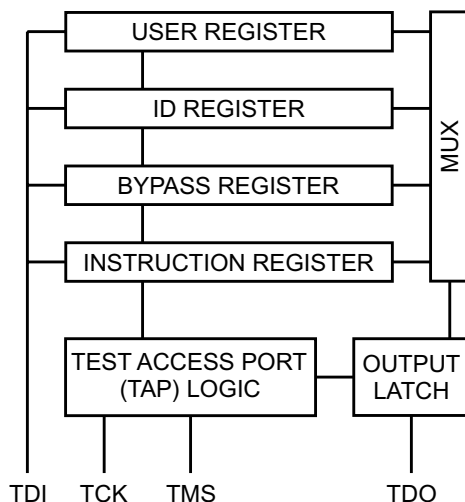 USER REGISTER
ID REGISTER
BYPASS REGISTER
INSTRUCTION REGISTER
MUX
TEST ACCESS PORT
(TAP) LOGIC
OUTPUT
LATCH
TDI
TCK
TMS
TDO